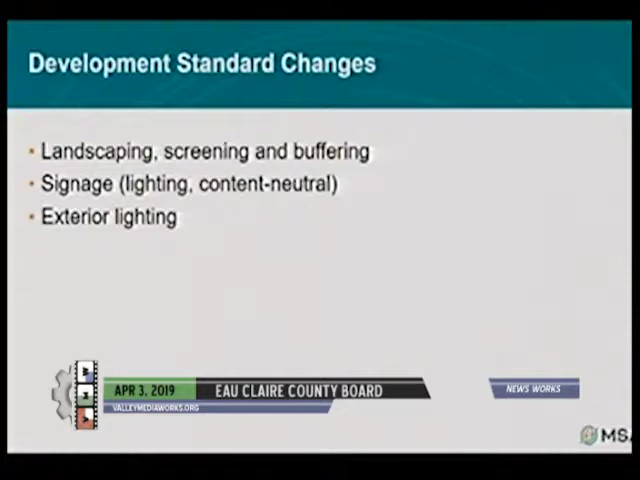 Development Standard Changes
• Landscaping, screening and buffering
• Signage (lighting, content-neutral)
• Exterior lighting
APR 3, 2019 EAU CLAIRE COUNTY BOARD NEWS WORKS
VALLEYMEDIAWORKS.ORG
MSA